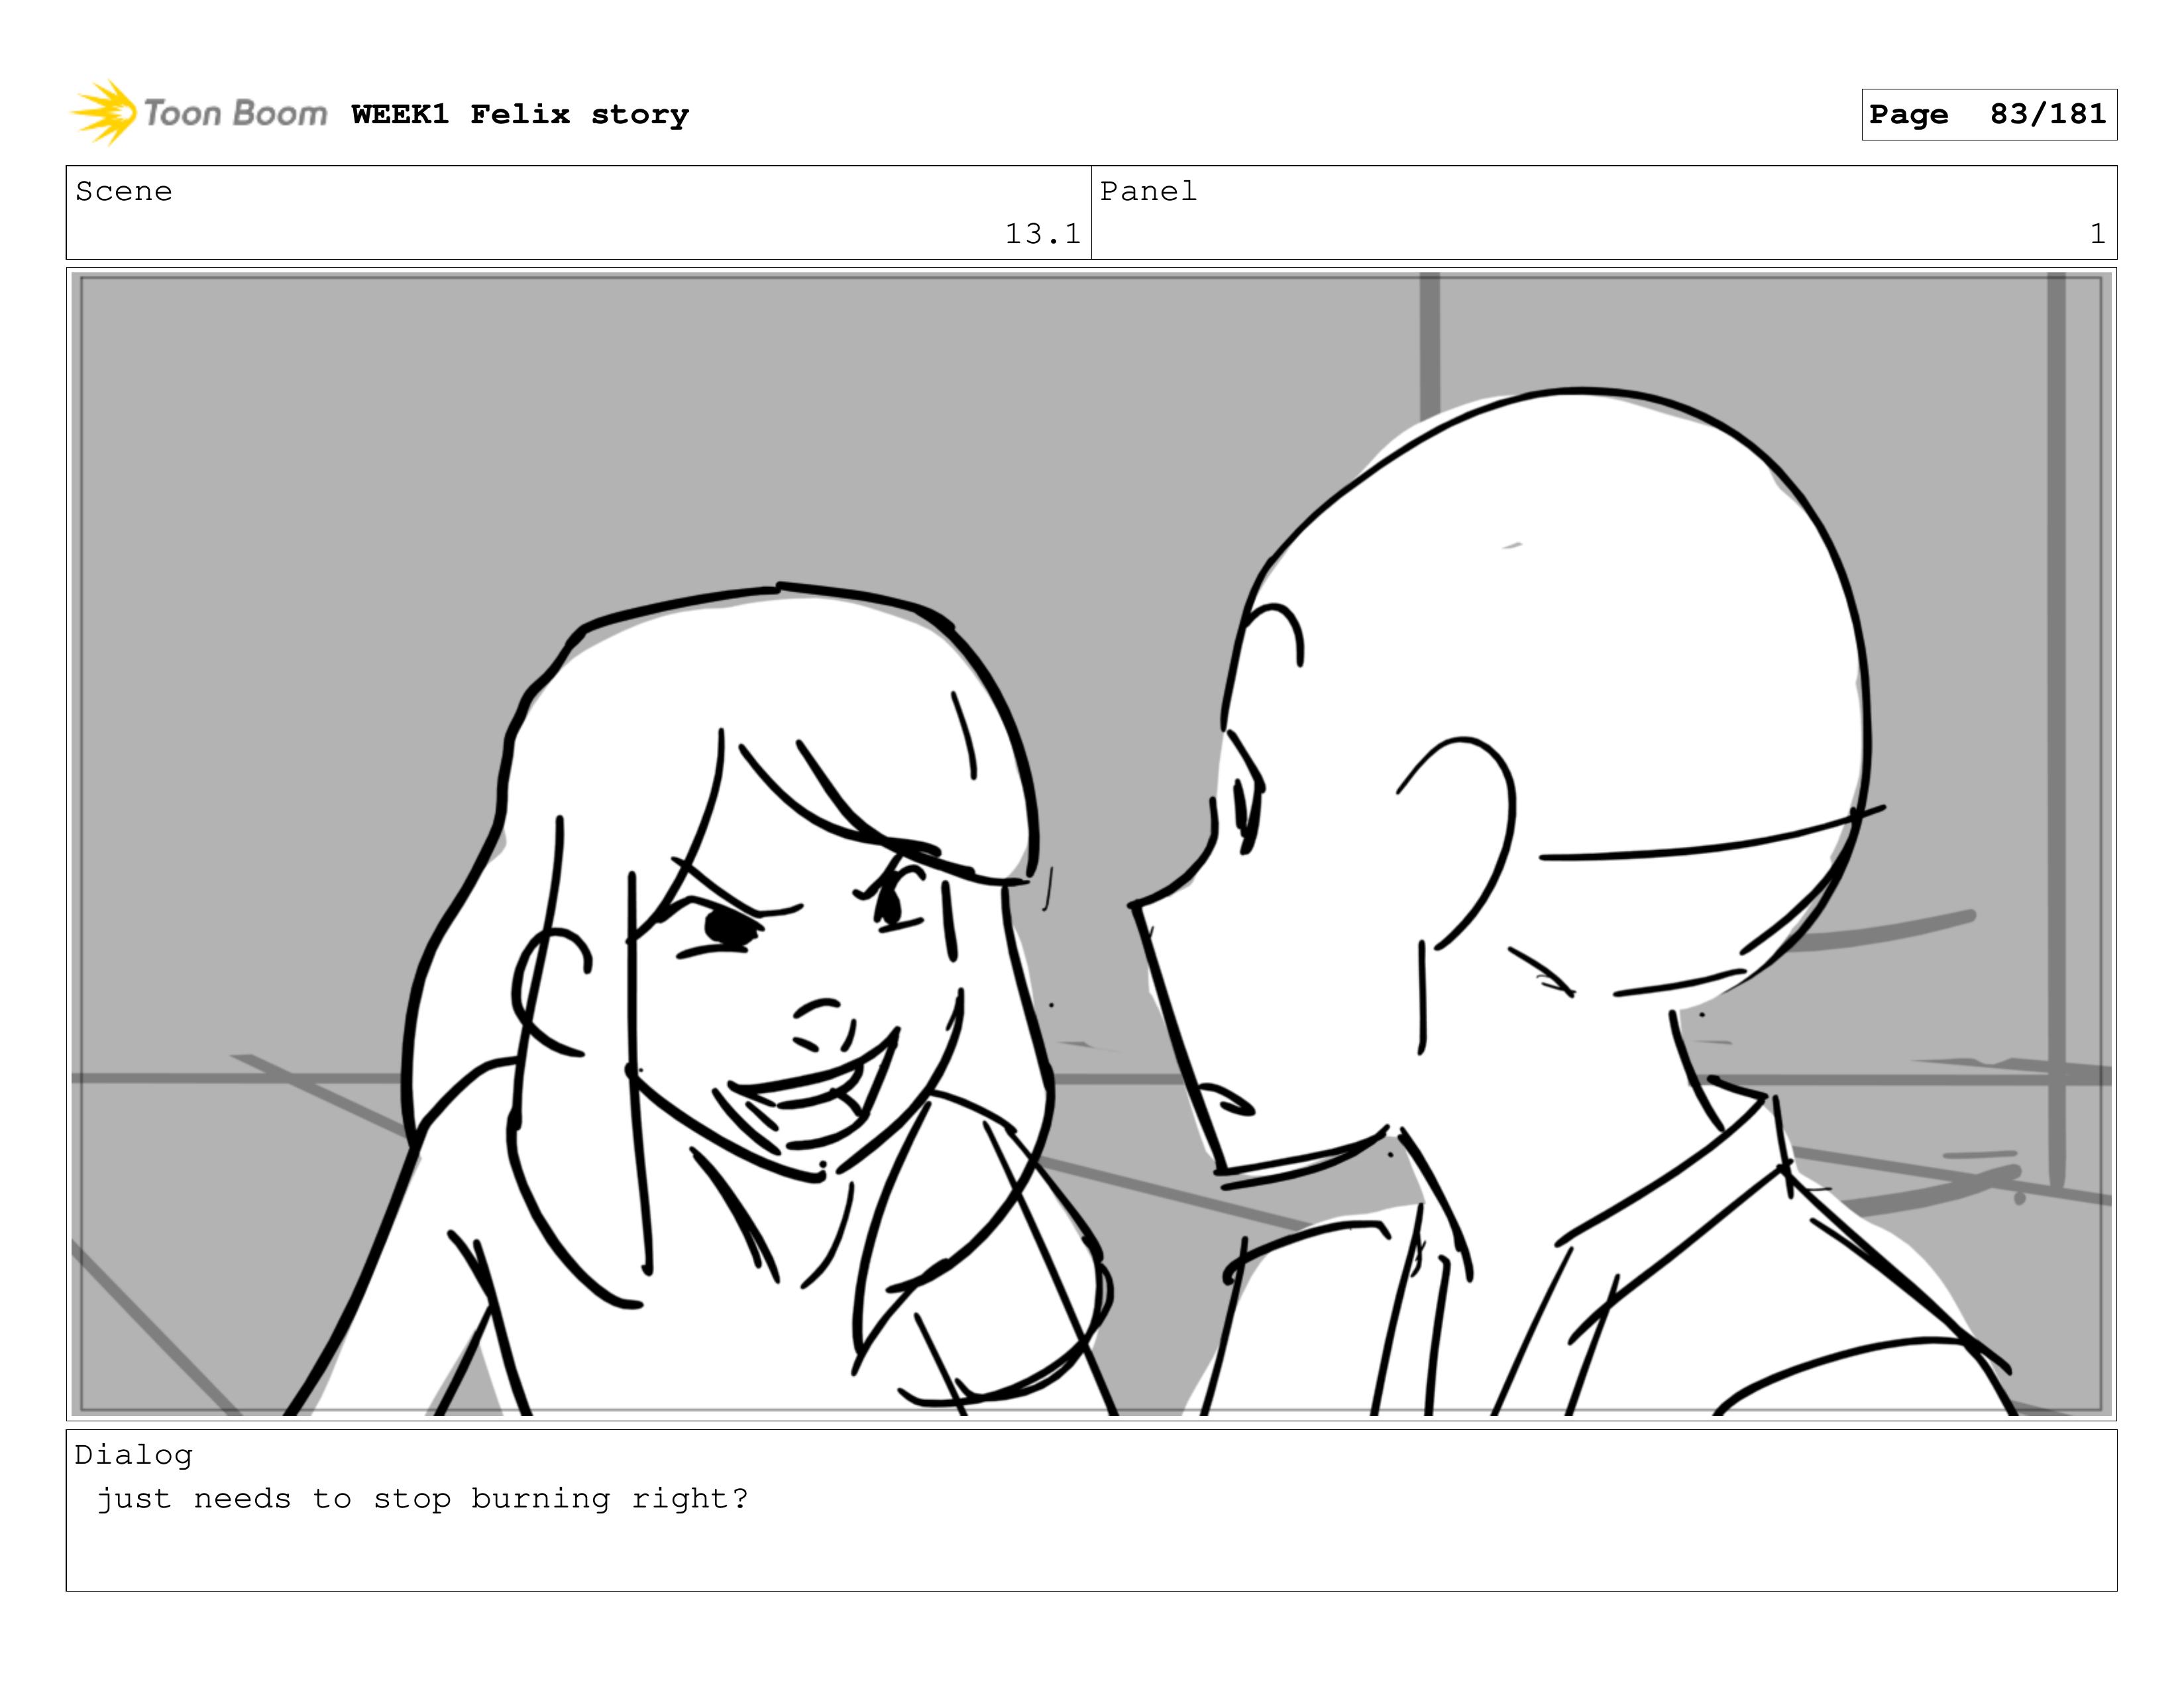 Toon Boom WEEK1 Felix story
Page 83/181
Scene
13.1
Panel
1
Dialog
just needs to stop burning right?